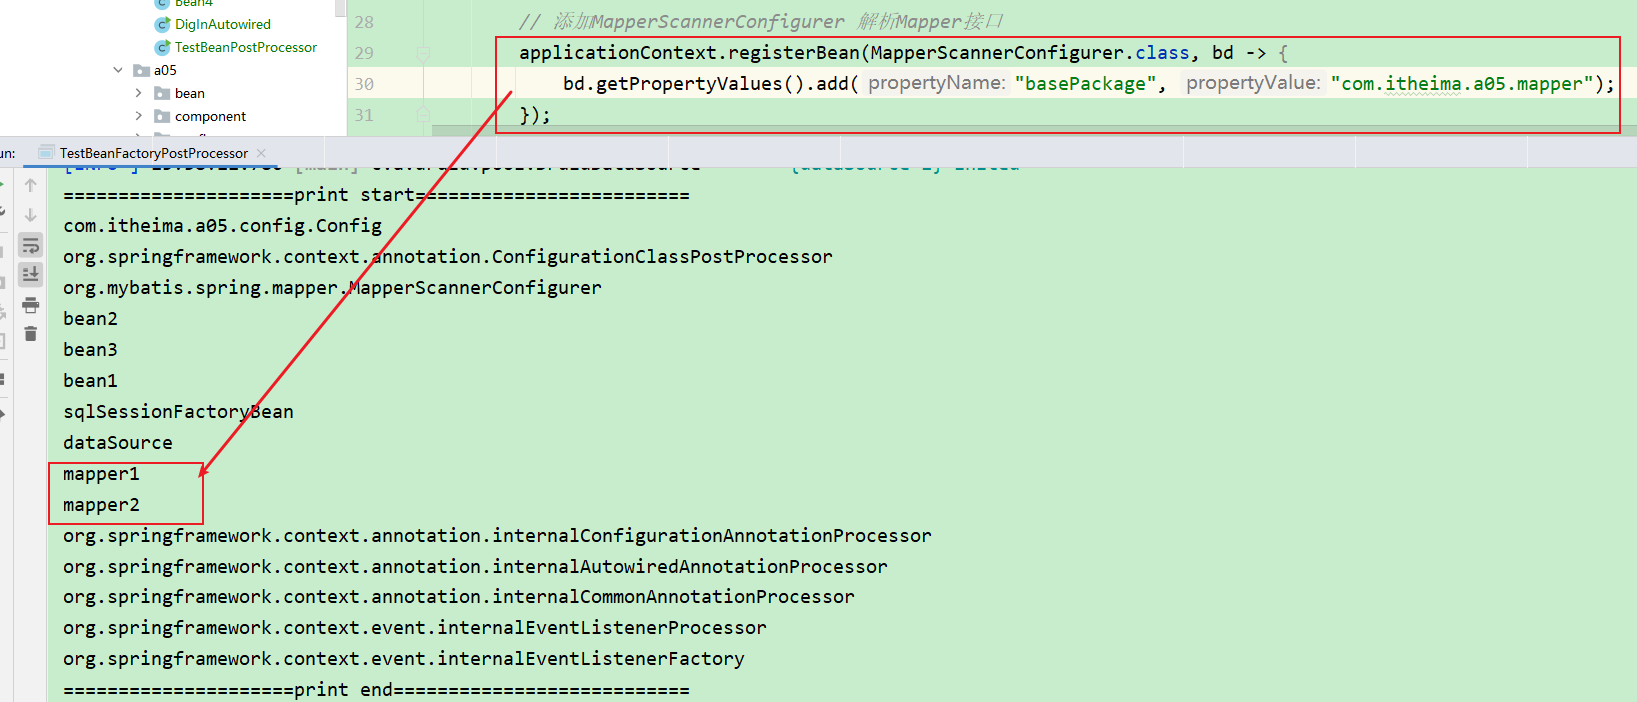 Bean4
DigInAutowired
TestBeanPostProcessor
a05
bean
component
28 // 添加MapperScannerConfigurer 解析Mapper接口
29 applicationContext.registerBean(MapperScannerConfigurer.class, bd -> {
30 bd.getPropertyValues().add( propertyName: "basePackage", propertyValue: "com.itheima.a05.mapper");
31 });
un: TestBeanFactoryPostProcessor
=====================print start=========================
com.itheima.a05.config.Config
org.springframework.context.annotation.ConfigurationClassPostProcessor
org.mybatis.spring.mapper.MapperScannerConfigurer
bean2
bean3
bean1
sqlSessionFactoryBean
dataSource
mapper1
mapper2
org.springframework.context.annotation.internalConfigurationAnnotationProcessor
org.springframework.context.annotation.internalAutowiredAnnotationProcessor
org.springframework.context.annotation.internalCommonAnnotationProcessor
org.springframework.context.event.internalEventListenerProcessor
org.springframework.context.event.internalEventListenerFactory
=====================print end===========================